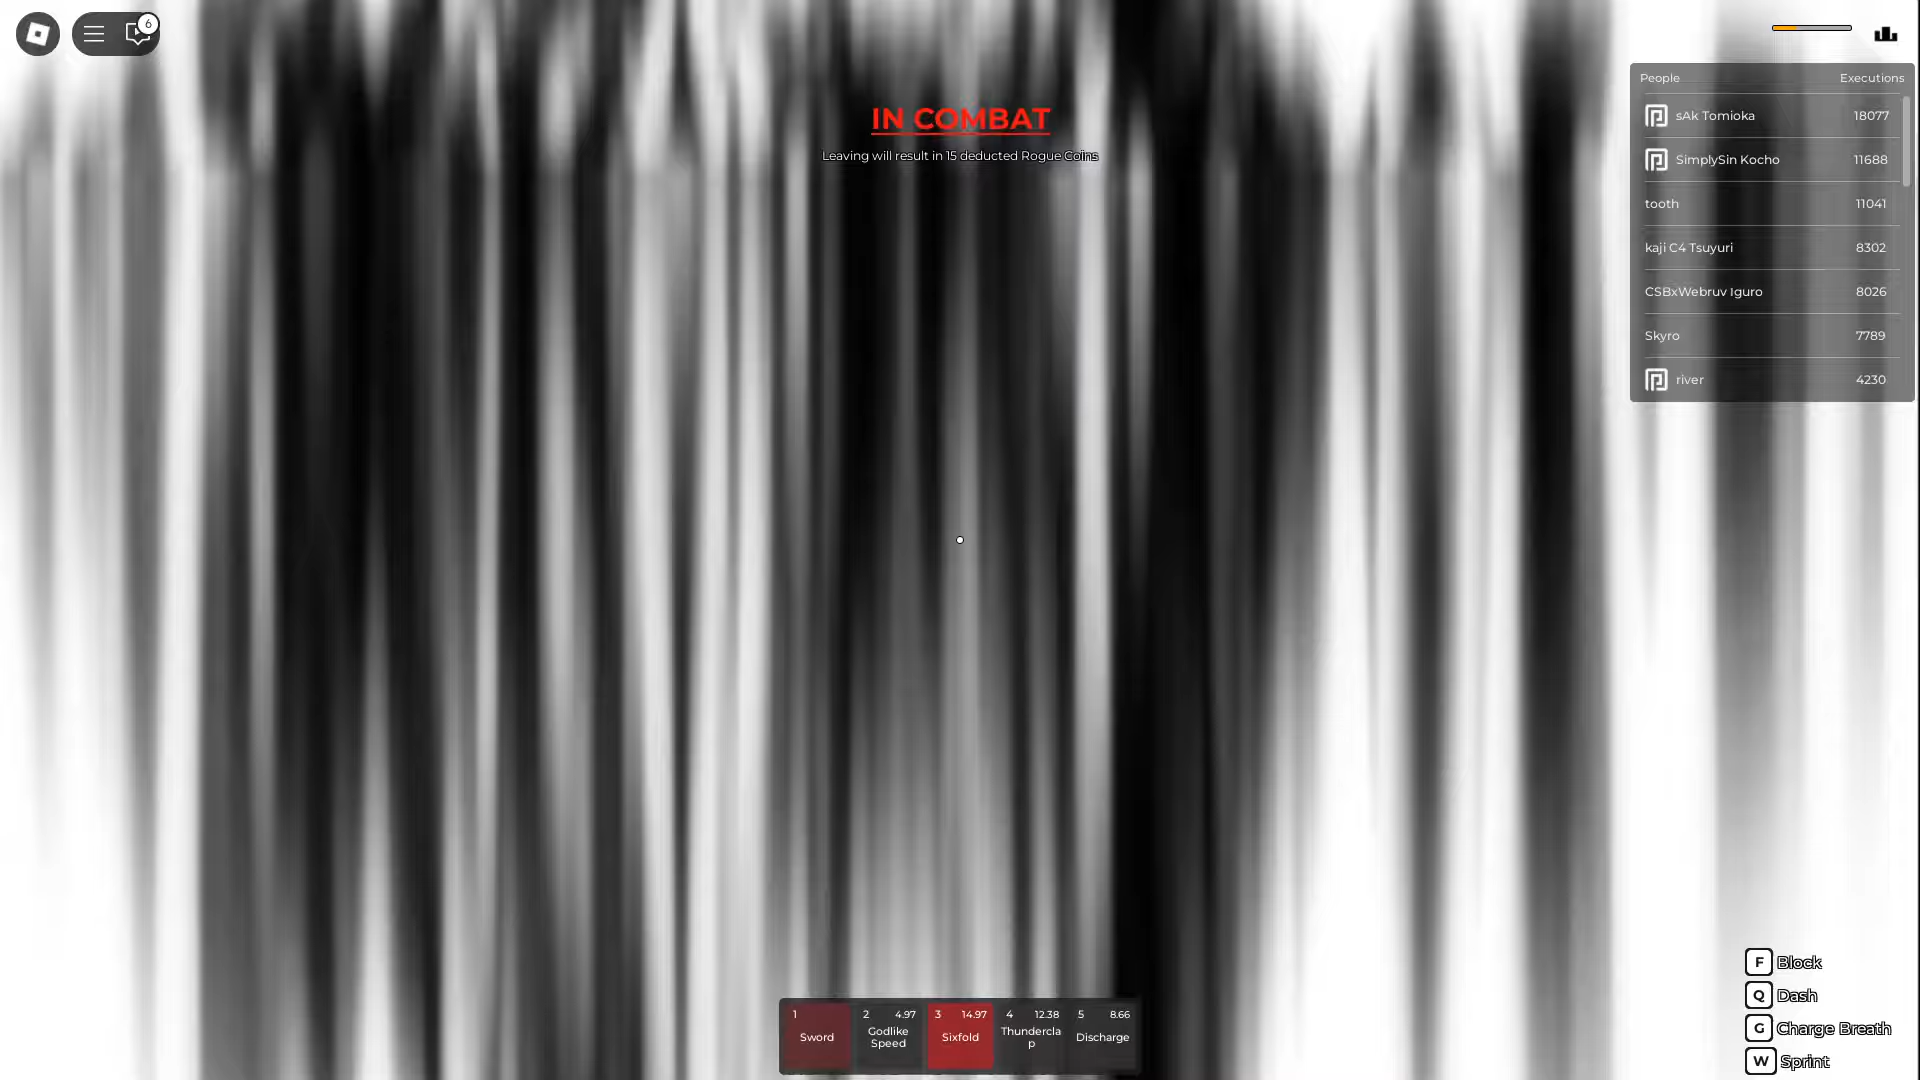 6
IN COMBAT
Leaving will result in 15 deducted Rogue Coins
People Executions
sAk Tomioka 18077
SimplySin Kocho 11688
tooth 11041
kaji C4 Tsuyuri 8302
CSBxWebruv Iguro 8026
Skyro 7789
river 4230
F Block
Q Dash
G Charge Breath
W Sprint
1 2 4.97 3 14.97 4 12.38 5 8.66
Sword Godlike Sixfold Thundercla Discharge
Speed p